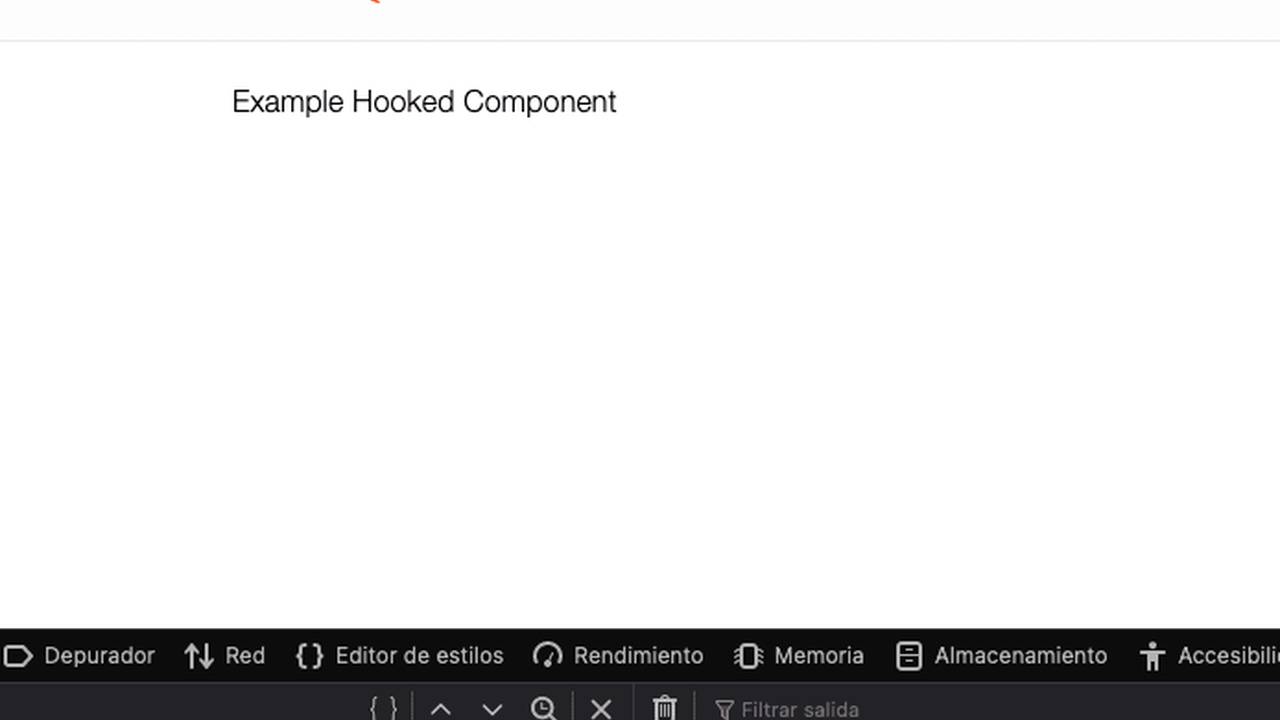 Example Hooked Component
Depurador Red Editor de estilos Rendimiento Memoria Almacenamiento
{ } Filtrar salida